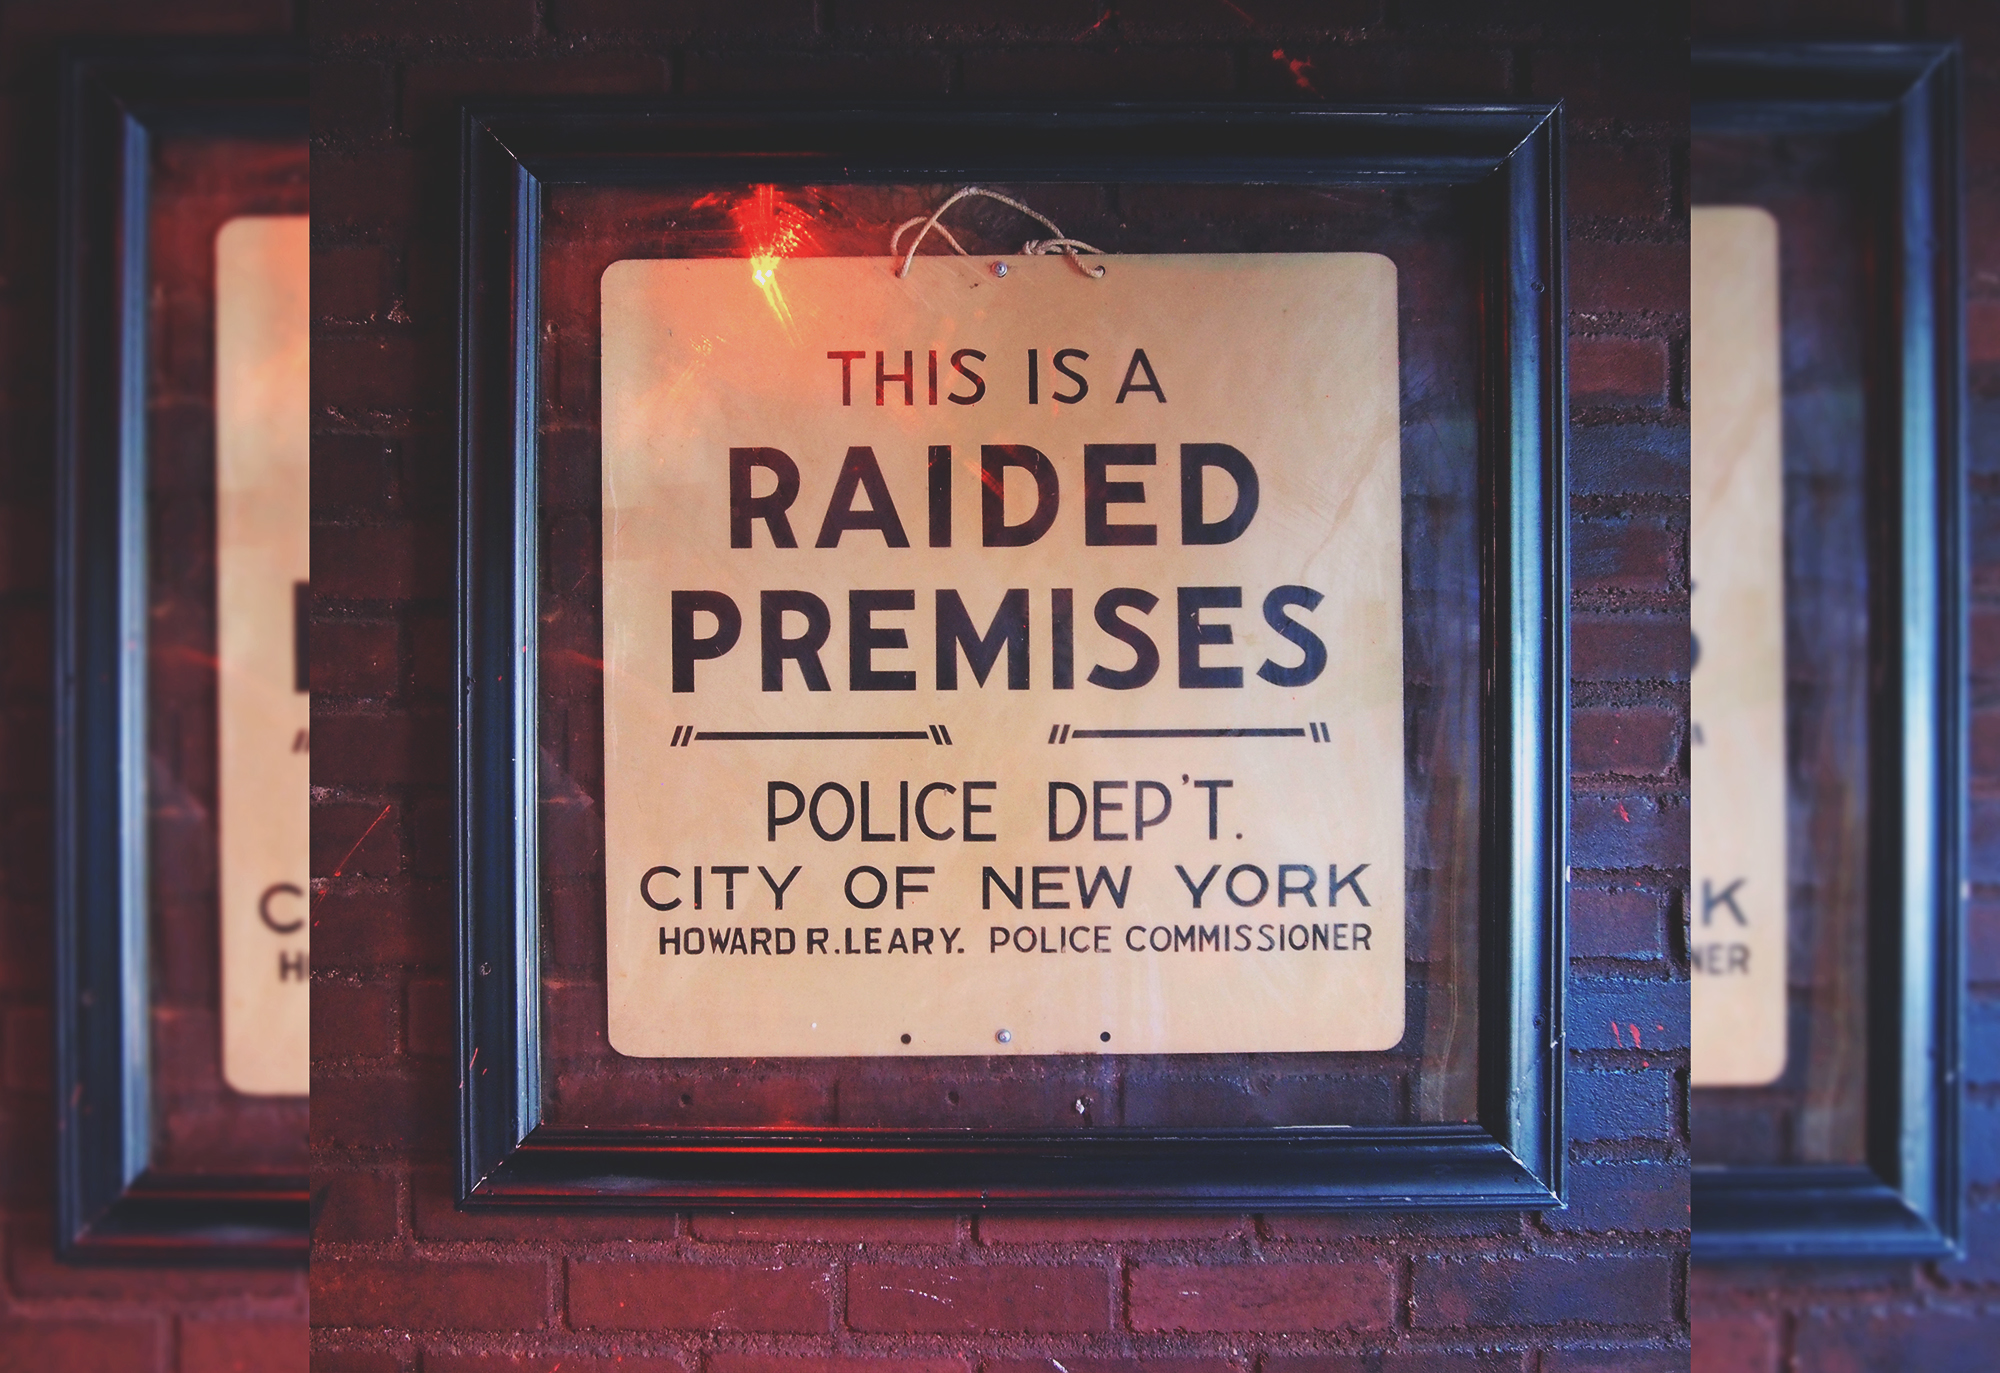 THIS IS A
RAIDED
PREMISES
POLICE DEP'T.
CITY OF NEW YORK
HOWARD R. LEARY. POLICE COMMISSIONER